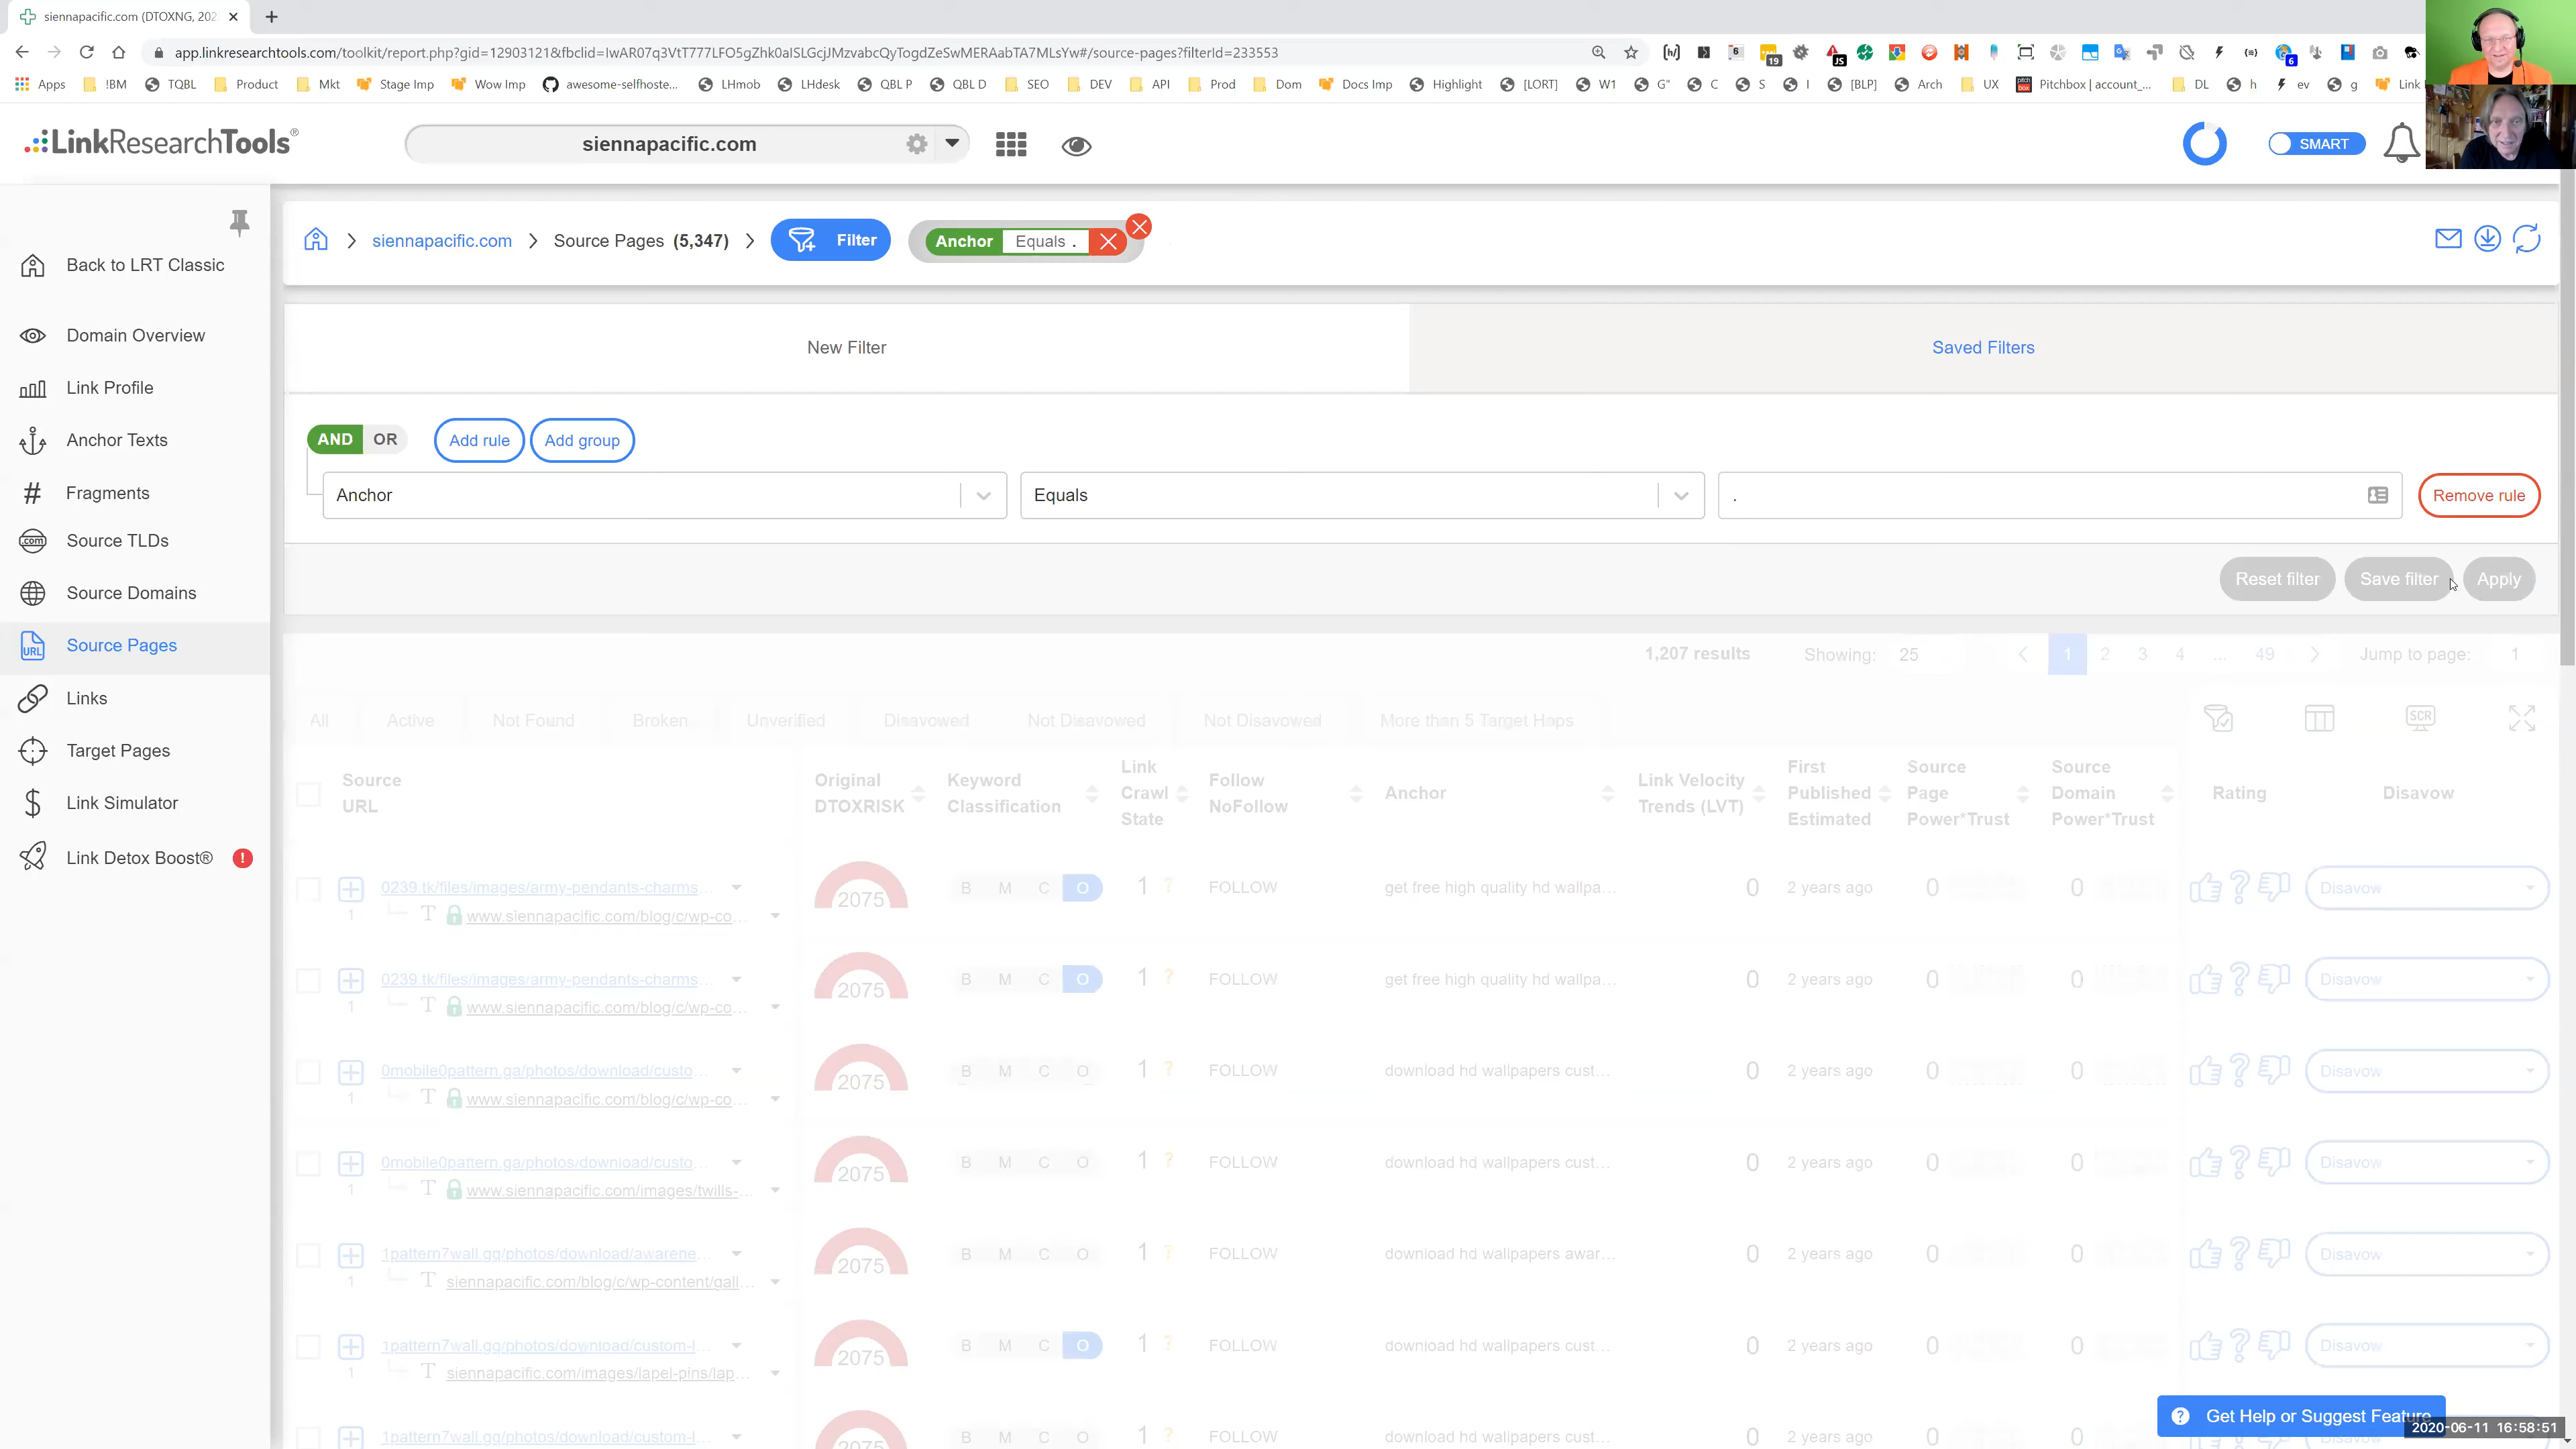 siennapacific.com (DTOXNG, 202
app.linkresearchtools.com/toolkit/report.php?gid=12903121&fbclid=IwAR07q3VtT777LFO5gZhk0aISLGcjJMzvabcQyTogdZeSwMERAabTA7MLsYw#/source-pages?filterId=233553
Apps !BM TQBL Product Mkt Stage Imp Wow Imp awesome-selfhoste... LHmob LHdesk QBL P QBL D SEO DEV API Prod Dom Docs Imp Highlight [LORT] W1 G" C S I [BLP] Arch UX Pitchbox | account_... DL h ev g Link
LinkResearchTools®
siennapacific.com
SMART
siennapacific.com
Source Pages (5,347)
Filter
Anchor Equals .
Back to LRT Classic
Domain Overview
Link Profile
Anchor Texts
Fragments
Source TLDs
Source Domains
Source Pages
Links
Target Pages
Link Simulator
Link Detox Boost® !
New Filter
Saved Filters
AND OR Add rule Add group
Anchor Equals . Remove rule
Reset filter Save filter Apply
1,207 results Showing: 25 1 2 3 4 ... 49 Jump to page: 1
All Active Not Found Broken Unverified Disavowed Not Disavowed Not Disavowed More than 5 Target Hops SCR
Source URL
Original DTOXRISK
Keyword Classification
Link Crawl State
Follow NoFollow
Anchor
Link Velocity Trends (LVT)
First Published Estimated
Source Page Power*Trust
Source Domain Power*Trust
Rating
Disavow
0239.tk/files/images/army-pendants-charms... 2075 B M C O 1 ? FOLLOW get free high quality hd wallpa... 0 2 years ago 0 0 Disavow
1 T www.siennapacific.com/blog/c/wp-co...
0239.tk/files/images/army-pendants-charms... 2075 B M C O 1 ? FOLLOW get free high quality hd wallpa... 0 2 years ago 0 0 Disavow
1 T www.siennapacific.com/blog/c/wp-co...
0mobile0pattern.ga/photos/download/custo... 2075 B M C O 1 ? FOLLOW download hd wallpapers cust... 0 2 years ago 0 0 Disavow
1 T www.siennapacific.com/blog/c/wp-co...
0mobile0pattern.ga/photos/download/custo... 2075 B M C O 1 ? FOLLOW download hd wallpapers cust... 0 2 years ago 0 0 Disavow
1 T www.siennapacific.com/images/twills-...
1pattern7wall.gq/photos/download/awarene... 2075 B M C O 1 ? FOLLOW download hd wallpapers awar... 0 2 years ago 0 0 Disavow
1 T siennapacific.com/blog/c/wp-content/gall...
1pattern7wall.gq/photos/download/custom-l... 2075 B M C O 1 ? FOLLOW download hd wallpapers cust... 0 2 years ago 0 0 Disavow
1 T siennapacific.com/images/lapel-pins/lap...
1pattern7wall.gq/photos/download/custom-l... 2075 B M C O 1 ? FOLLOW download hd wallpapers cust... 0 2 years ago 0 0
Get Help or Suggest Feature
2020-06-11 16:58:51